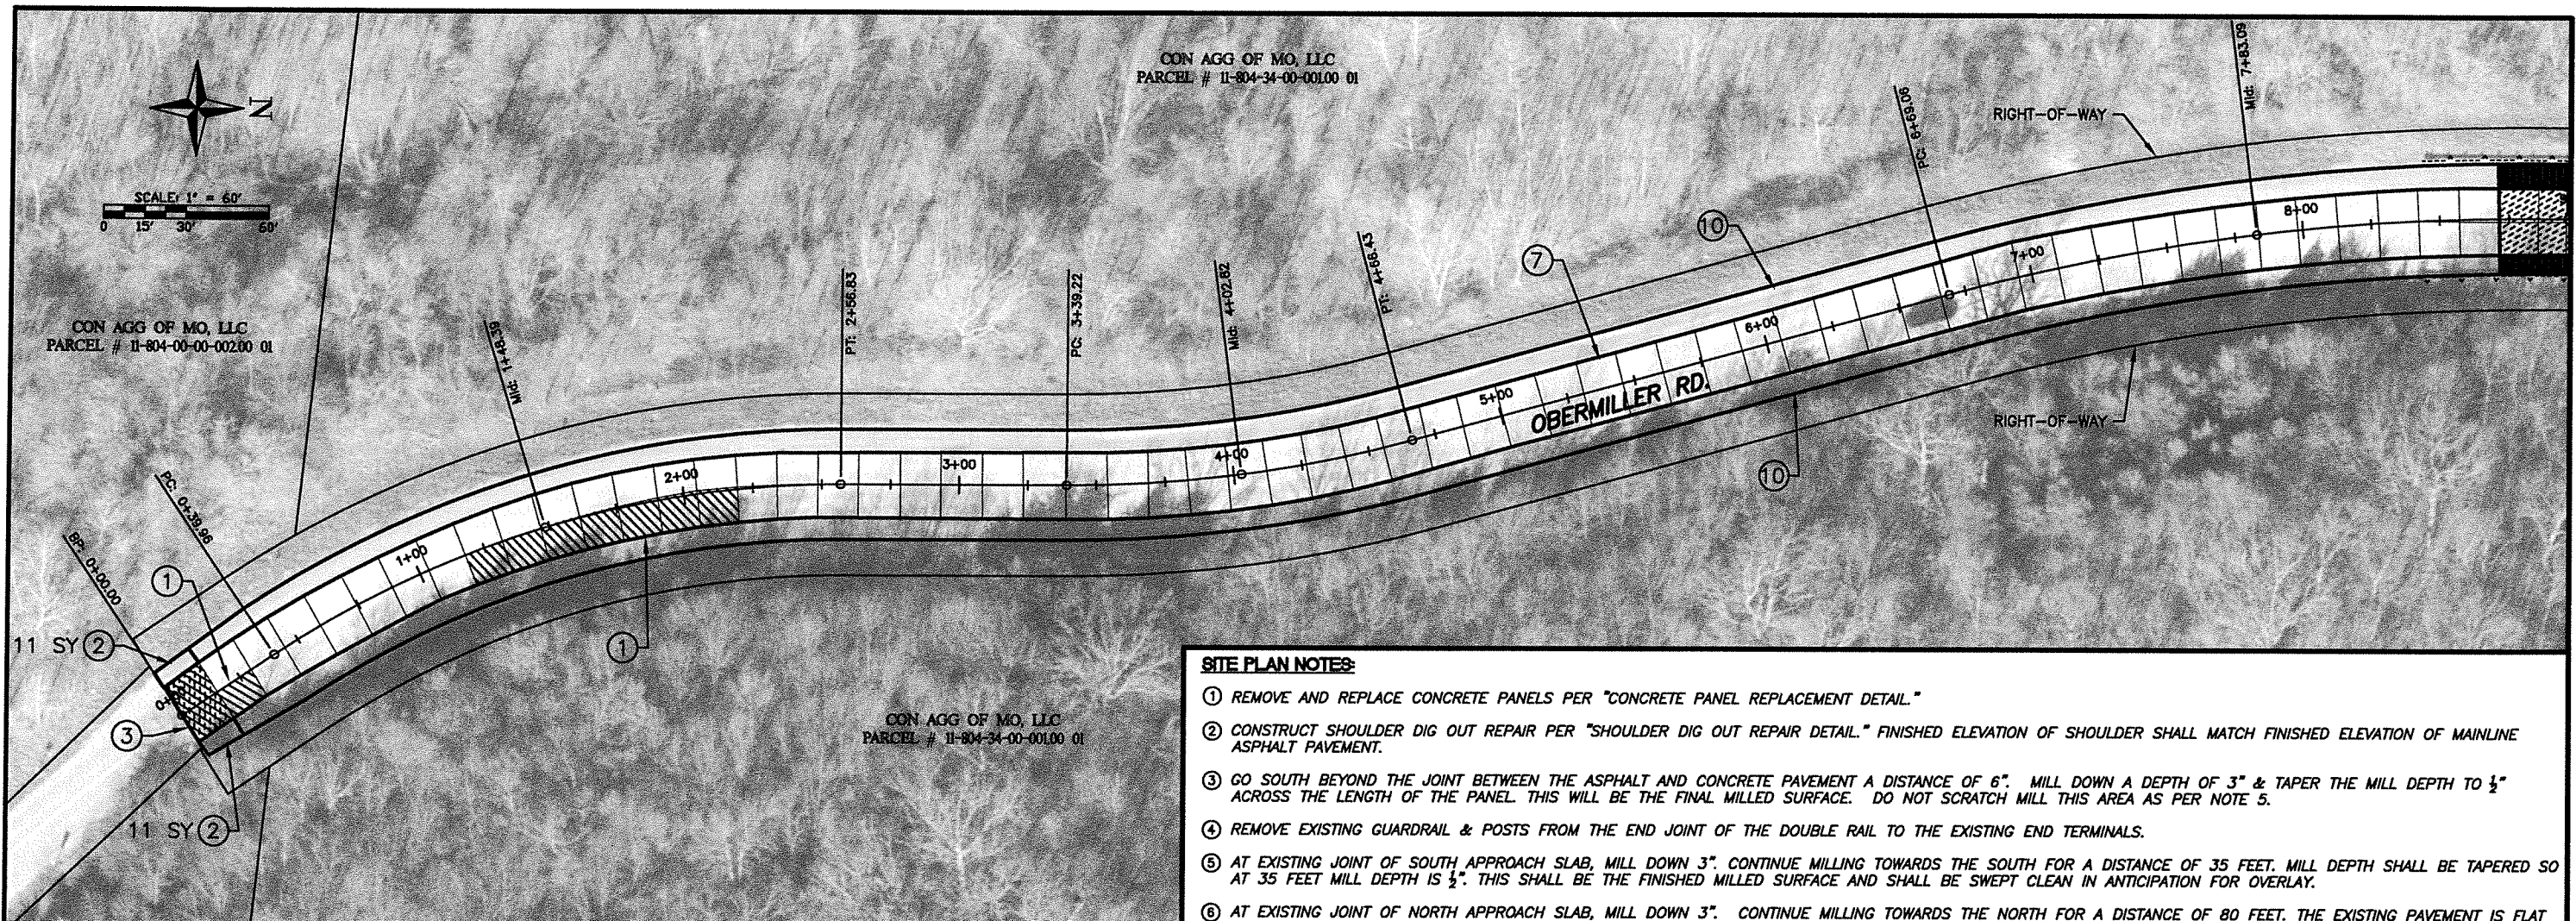 CON AGG OF MO, LLC
PARCEL # 11-804-34-00-001.00 01
N
SCALE: 1" = 60'
0 15' 30' 60'
CON AGG OF MO, LLC
PARCEL # 11-804-00-00-002.00 01
BP: 0+00.00
PC: 0+39.96
Mid: 1+48.39
PT: 2+56.83
PC: 3+39.22
Mid: 4+02.82
PT: 4+66.43
PC: 6+69.06
Mid: 7+83.09
RIGHT-OF-WAY
10
7
1
11 SY 2
3
11 SY 2
1
1+00
2+00
3+00
4+00
5+00
6+00
7+00
8+00
OBERMILLER RD.
10
RIGHT-OF-WAY
CON AGG OF MO, LLC
PARCEL # 11-804-34-00-001.00 01
SITE PLAN NOTES:
1 REMOVE AND REPLACE CONCRETE PANELS PER "CONCRETE PANEL REPLACEMENT DETAIL."
2 CONSTRUCT SHOULDER DIG OUT REPAIR PER "SHOULDER DIG OUT REPAIR DETAIL." FINISHED ELEVATION OF SHOULDER SHALL MATCH FINISHED ELEVATION OF MAINLINE
ASPHALT PAVEMENT.
3 GO SOUTH BEYOND THE JOINT BETWEEN THE ASPHALT AND CONCRETE PAVEMENT A DISTANCE OF 6". MILL DOWN A DEPTH OF 3" & TAPER THE MILL DEPTH TO ½"
ACROSS THE LENGTH OF THE PANEL. THIS WILL BE THE FINAL MILLED SURFACE. DO NOT SCRATCH MILL THIS AREA AS PER NOTE 5.
4 REMOVE EXISTING GUARDRAIL & POSTS FROM THE END JOINT OF THE DOUBLE RAIL TO THE EXISTING END TERMINALS.
5 AT EXISTING JOINT OF SOUTH APPROACH SLAB, MILL DOWN 3". CONTINUE MILLING TOWARDS THE SOUTH FOR A DISTANCE OF 35 FEET. MILL DEPTH SHALL BE TAPERED SO
AT 35 FEET MILL DEPTH IS ½". THIS SHALL BE THE FINISHED MILLED SURFACE AND SHALL BE SWEPT CLEAN IN ANTICIPATION FOR OVERLAY.
6 AT EXISTING JOINT OF NORTH APPROACH SLAB, MILL DOWN 3". CONTINUE MILLING TOWARDS THE NORTH FOR A DISTANCE OF 80 FEET. THE EXISTING PAVEMENT IS FLAT